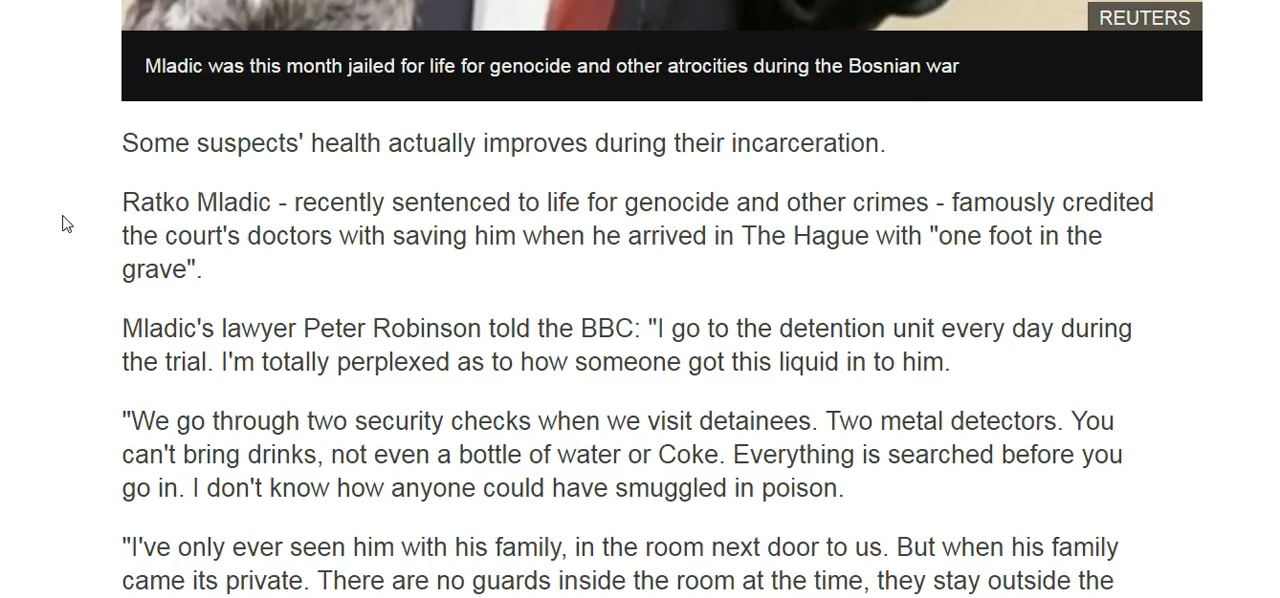 REUTERS
Mladic was this month jailed for life for genocide and other atrocities during the Bosnian war
Some suspects' health actually improves during their incarceration.
Ratko Mladic - recently sentenced to life for genocide and other crimes - famously credited
the court's doctors with saving him when he arrived in The Hague with "one foot in the
grave".
Mladic's lawyer Peter Robinson told the BBC: "I go to the detention unit every day during
the trial. I'm totally perplexed as to how someone got this liquid in to him.
"We go through two security checks when we visit detainees. Two metal detectors. You
can't bring drinks, not even a bottle of water or Coke. Everything is searched before you
go in. I don't know how anyone could have smuggled in poison.
"I've only ever seen him with his family, in the room next door to us. But when his family
came its private. There are no guards inside the room at the time, they stay outside the